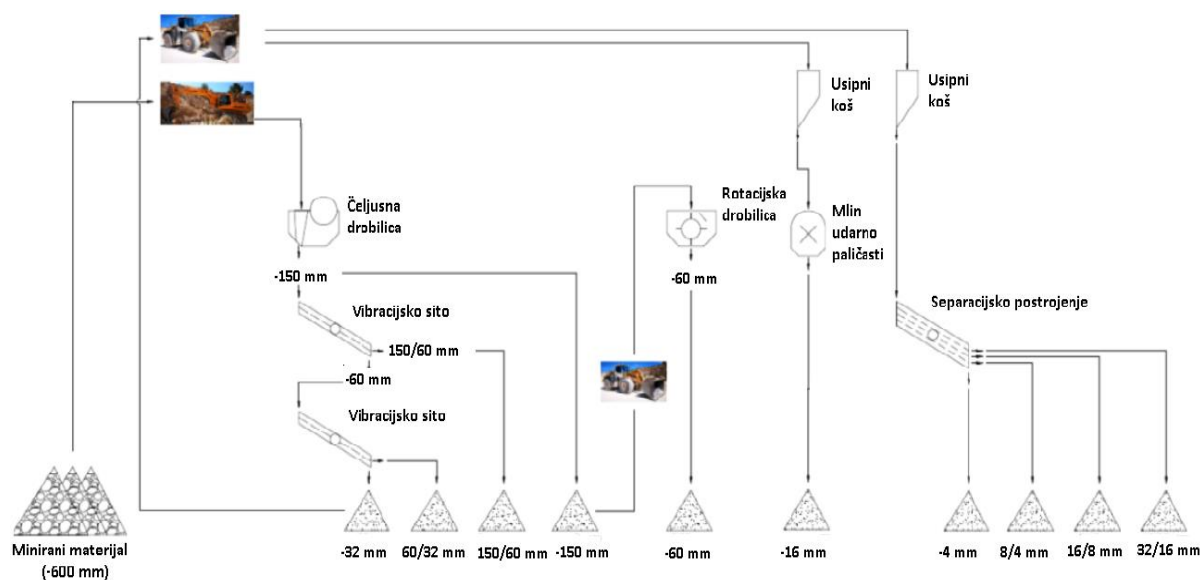 Usipni
koš
Usipni
koš
Čeljusna
drobilica
Rotacijska
drobilica
Mlin
udarno
paličasti
-150 mm
-60 mm
Vibracijsko sito
Separacijsko postrojenje
150/60 mm
-60 mm
Vibracijsko sito
Minirani materijal
(-600 mm)
-32 mm
60/32 mm
150/60 mm
-150 mm
-60 mm
-16 mm
-4 mm
8/4 mm
16/8 mm
32/16 mm